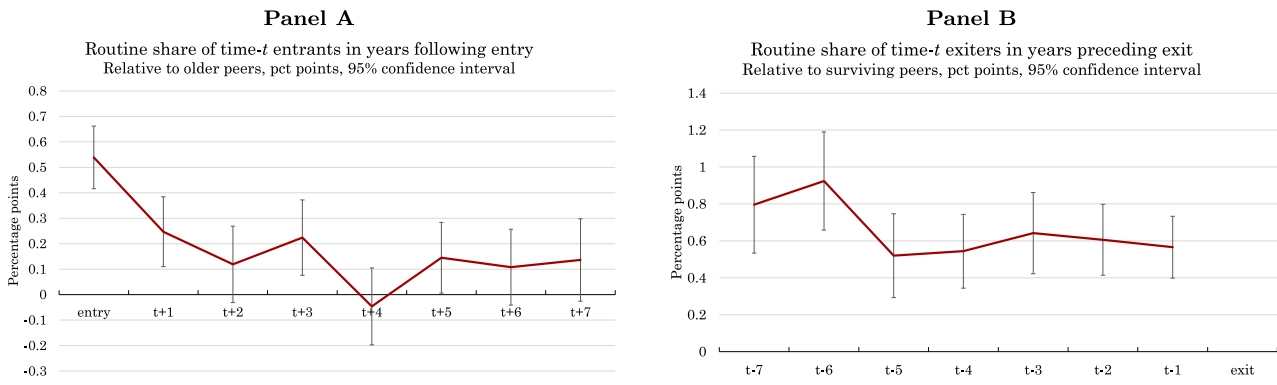 Panel A
Routine share of time-t entrants in years following entry
Relative to older peers, pct points, 95% confidence interval
Percentage points
0.8
0.7
0.6
0.5
0.4
0.3
0.2
0.1
0
-0.1
-0.2
-0.3
entry
t+1
t+2
t+3
t+4
t+5
t+6
t+7
Panel B
Routine share of time-t exiters in years preceding exit
Relative to surviving peers, pct points, 95% confidence interval
Percentage points
1.4
1.2
1
0.8
0.6
0.4
0.2
0
t-7
t-6
t-5
t-4
t-3
t-2
t-1
exit